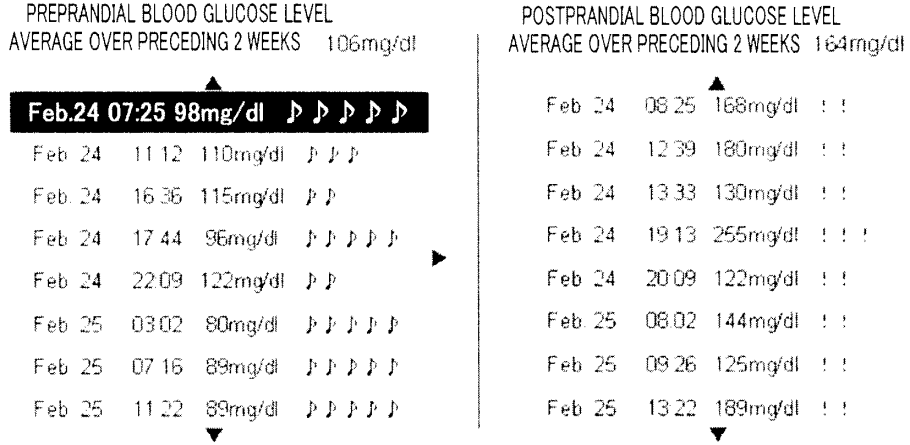 PREPRANDIAL BLOOD GLUCOSE LEVEL
AVERAGE OVER PRECEDING 2 WEEKS 106mg/dl
Feb.24 07:25 98mg/dl ♪ ♪ ♪ ♪ ♪
Feb 24 11 12 110mg/dl ♪ ♪ ♪
Feb. 24 16 36 115mg/dl ♪ ♪
Feb 24 17 44 96mg/dl ♪ ♪ ♪ ♪ ♪
Feb 24 22 09 122mg/dl ♪ ♪
Feb 25 03 02 80mg/dl ♪ ♪ ♪ ♪ ♪
Feb 25 07 16 89mg/dl ♪ ♪ ♪ ♪ ♪
Feb 25 11 22 89mg/dl ♪ ♪ ♪ ♪ ♪
POSTPRANDIAL BLOOD GLUCOSE LEVEL
AVERAGE OVER PRECEDING 2 WEEKS 164mg/dl
Feb 24 08 25 168mg/dl ! !
Feb 24 12 39 180mg/dl ! !
Feb 24 13 33 130mg/dl ! !
Feb 24 19 13 255mg/dl ! ! !
Feb 24 20 09 122mg/dl ! !
Feb 25 08 02 144mg/dl ! !
Feb 25 09 26 125mg/dl ! !
Feb 25 13 22 189mg/dl ! !